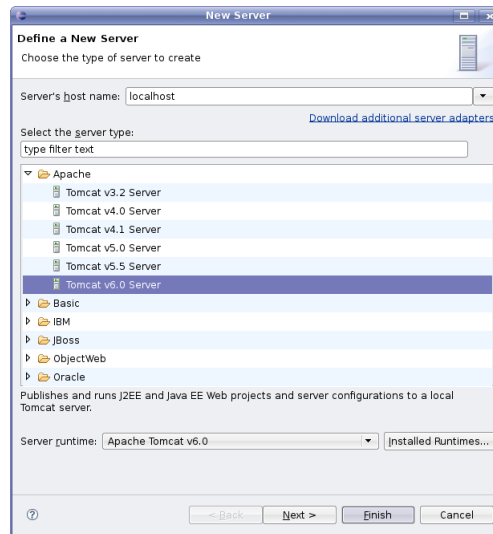 New Server
Define a New Server
Choose the type of server to create
Server's host name: localhost
Download additional server adapters
Select the server type:
type filter text
Apache
Tomcat v3.2 Server
Tomcat v4.0 Server
Tomcat v4.1 Server
Tomcat v5.0 Server
Tomcat v5.5 Server
Tomcat v6.0 Server
Basic
IBM
JBoss
ObjectWeb
Oracle
Publishes and runs J2EE and Java EE Web projects and server configurations to a local
Tomcat server.
Server runtime: Apache Tomcat v6.0 Installed Runtimes...
< Back Next > Finish Cancel